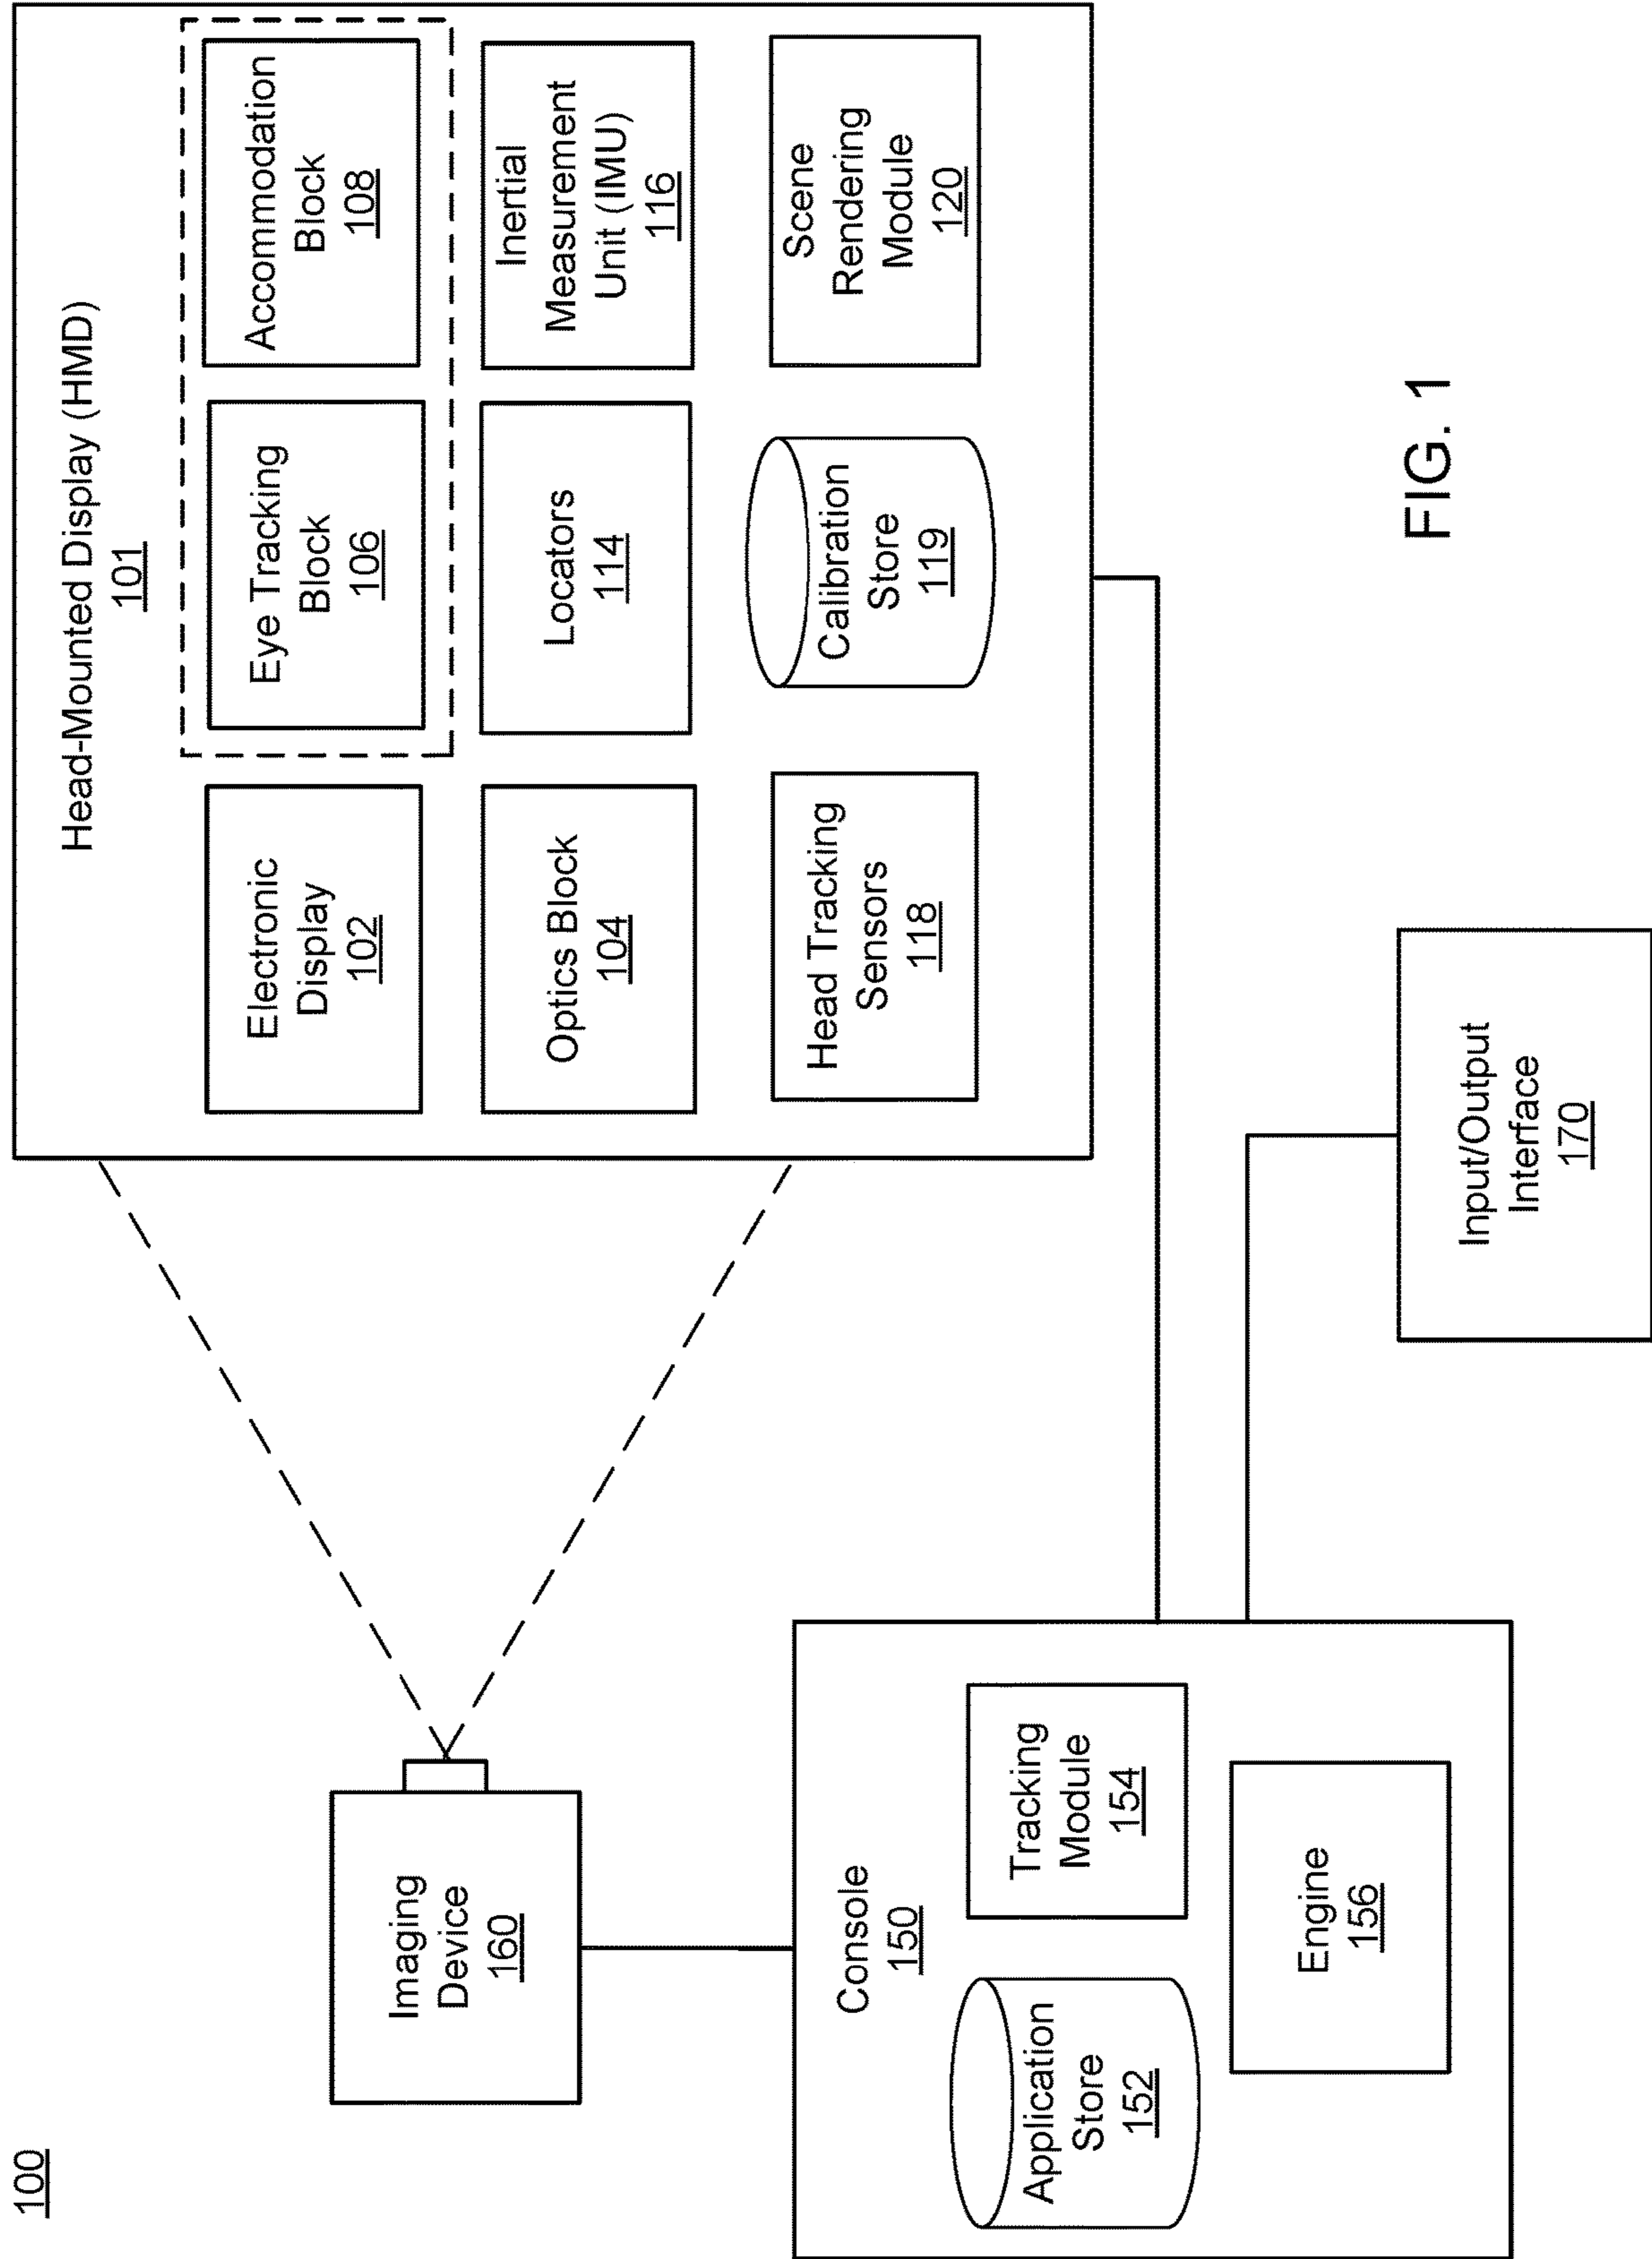 100
Head-Mounted Display (HMD)
101
Electronic
Display
102
Eye Tracking
Block
106
Accommodation
Block
108
Optics Block
104
Locators
114
Inertial
Measurement
Unit (IMU)
116
Head Tracking
Sensors
118
Calibration
Store
119
Scene
Rendering
Module
120
Imaging
Device
160
Console
150
Application
Store
152
Tracking
Module
154
Engine
156
Input/Output
Interface
170
FIG. 1